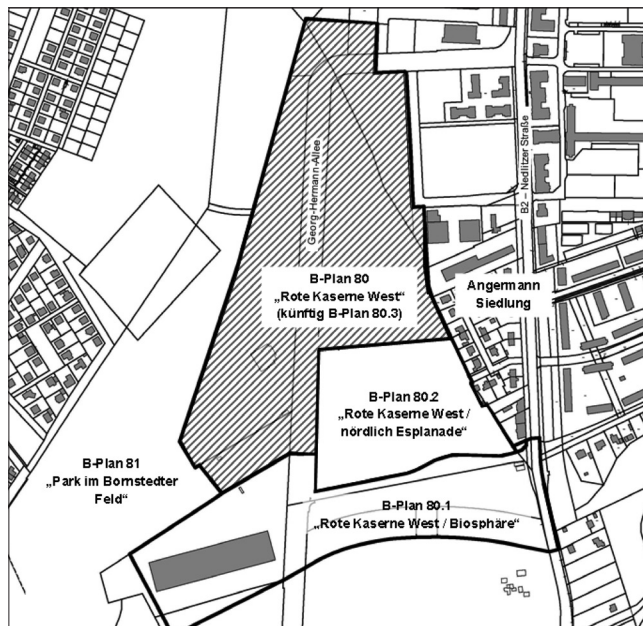 Georg-Hermann-Allee
B2 – Nedlitzer Straße
B-Plan 80
„Rote Kaserne West“
(künftig B-Plan 80.3)
Angermann
Siedlung
B-Plan 80.2
„Rote Kaserne West /
nördlich Esplanade“
B-Plan 81
„Park im Bornstedter
Feld“
B-Plan 80.1
„Rote Kaserne West / Biosphäre“